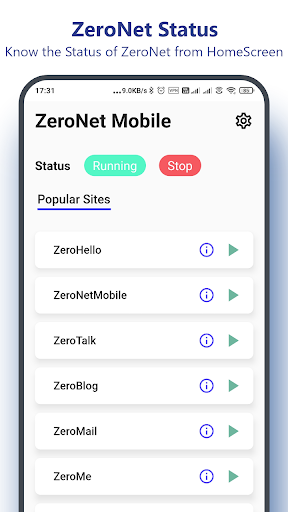 ZeroNet Status
Know the Status of ZeroNet from HomeScreen
17:31 ...9.0KB/s VPN
ZeroNet Mobile
Status Running Stop
Popular Sites
ZeroHello
ZeroNetMobile
ZeroTalk
ZeroBlog
ZeroMail
ZeroMe